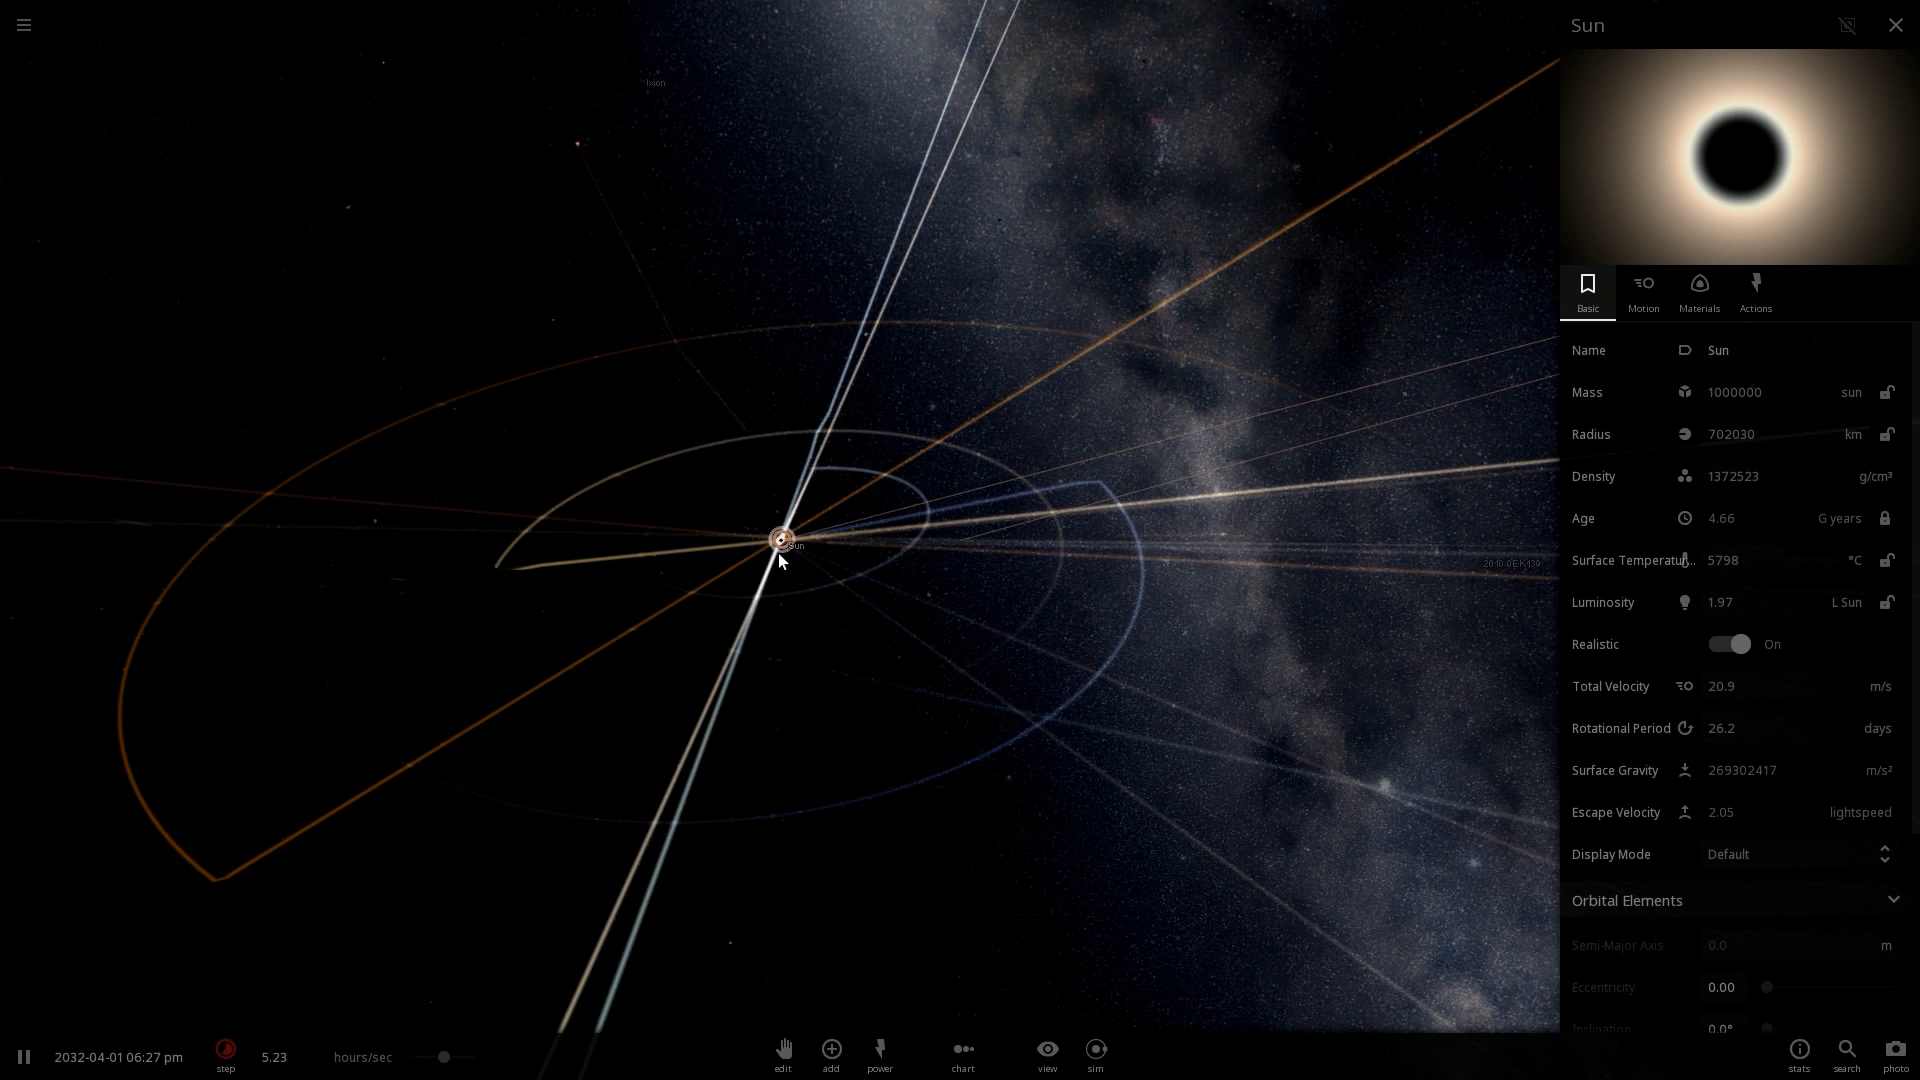 Sun
Ixion
Basic
Motion
Materials
Actions
Name Sun
Mass 1000000 sun
Radius 702030 km
Density 1372523 g/cm³
Age 4.66 G years
Surface Temperatur... 5798 °C
Luminosity 1.97 L Sun
Realistic On
Total Velocity 20.9 m/s
Rotational Period 26.2 days
Surface Gravity 269302417 m/s²
Escape Velocity 2.05 lightspeed
Display Mode Default
Orbital Elements
Semi-Major Axis 0.0 m
Eccentricity 0.00
Inclination 0.0°
Sun
2032-04-01 06:27 pm
step
5.23 hours/sec
edit
add
power
chart
view
sim
stats
search
photo